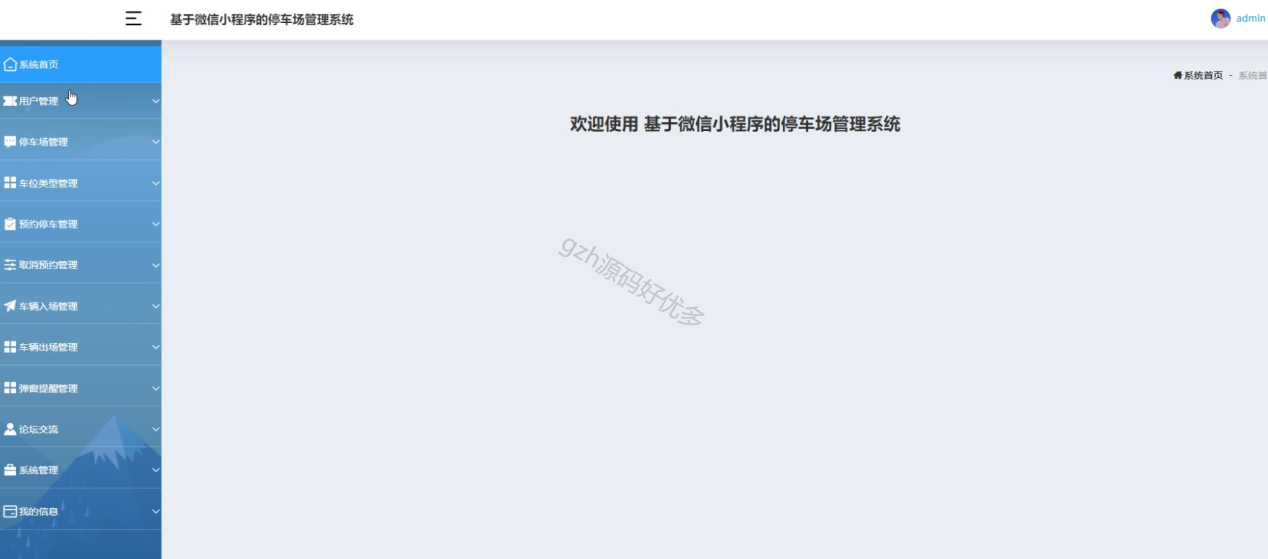 基于微信小程序的停车场管理系统
admin
系统首页
系统首页 - 系统首
用户管理
欢迎使用 基于微信小程序的停车场管理系统
停车场管理
车位类型管理
预约停车管理
gzh源码好优多
取消预约管理
车辆入场管理
车辆出场管理
弹窗提醒管理
论坛交流
系统管理
我的信息